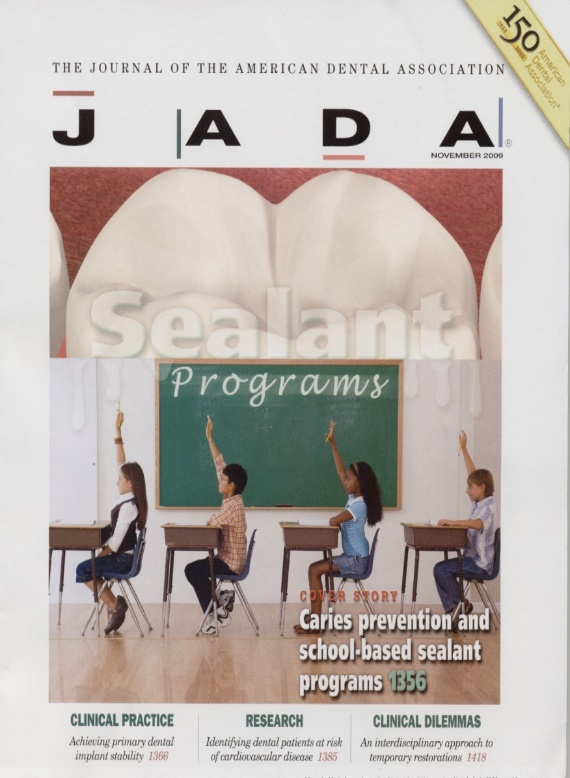 150
American
Dental
Association®
THE JOURNAL OF THE AMERICAN DENTAL ASSOCIATION
JADA®
NOVEMBER 2009
Sealant
Programs
COVER STORY
Caries prevention and
school-based sealant
programs 1356
CLINICAL PRACTICE
Achieving primary dental
implant stability 1366
RESEARCH
Identifying dental patients at risk
of cardiovascular disease 1385
CLINICAL DILEMMAS
An interdisciplinary approach to
temporary restorations 1418